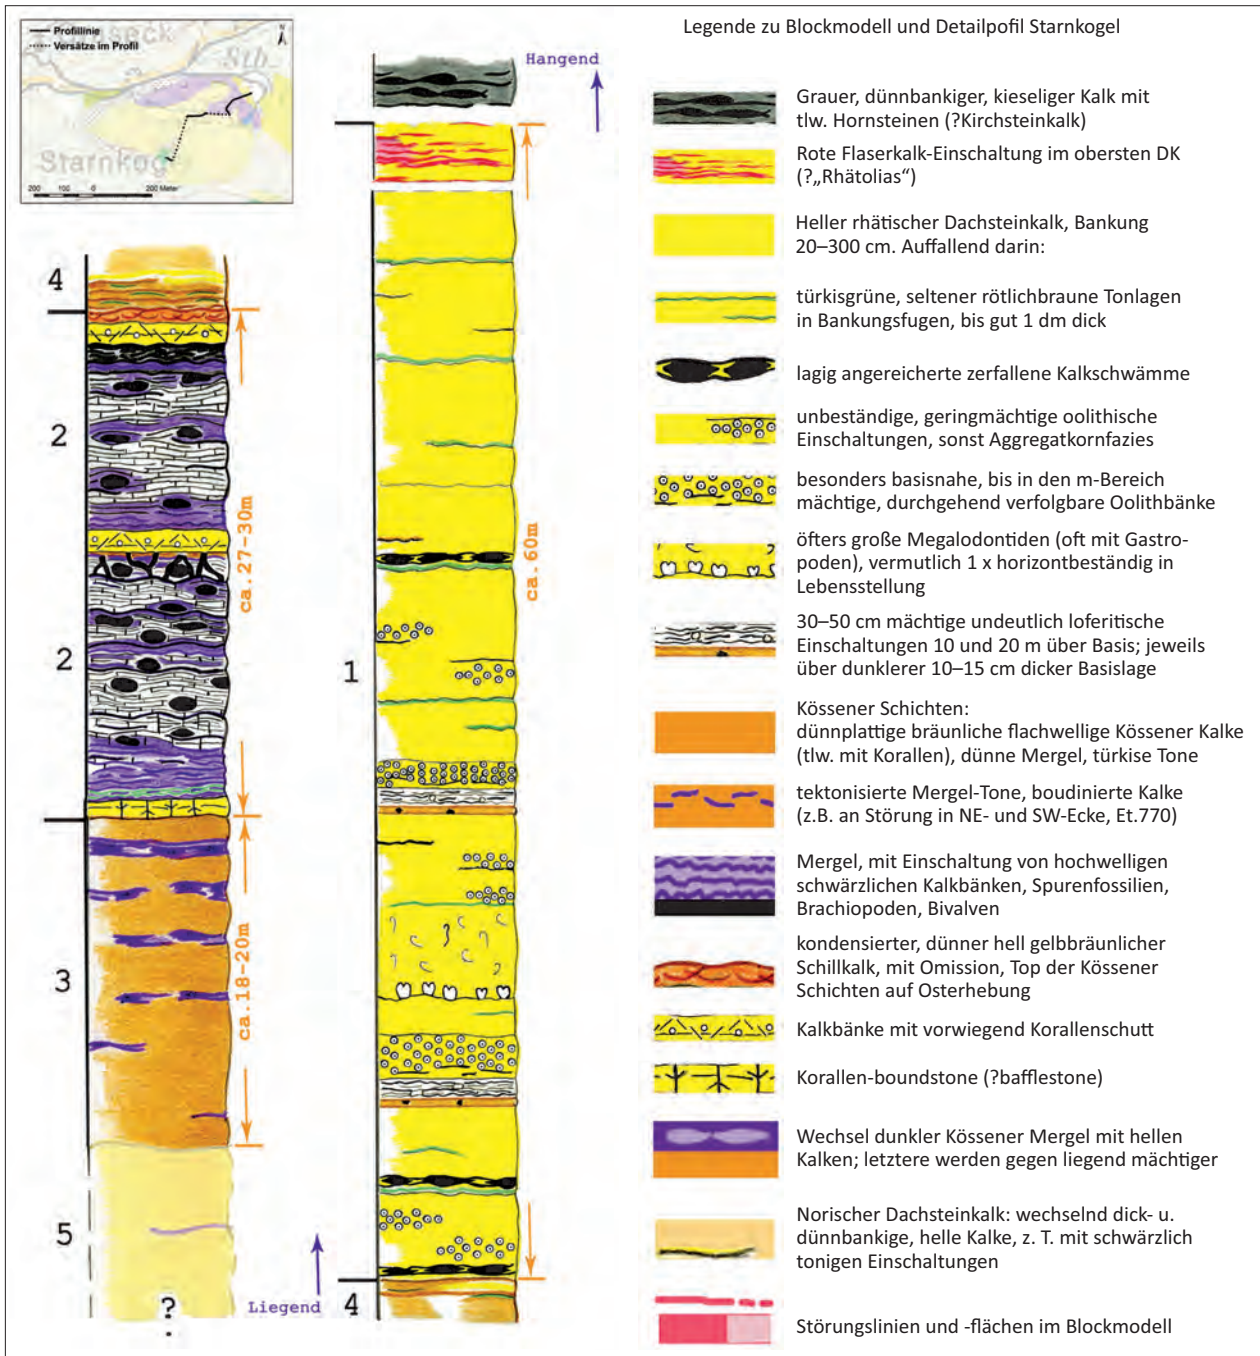 Legende zu Blockmodell und Detailpofil Starnkogel
Profillinie
Versätze im Profil
N
Stb.
Starnkog
200 100 0 200 Meter
Hangend
4
2
ca.27-30m
2
3
ca.18-20m
5
?
Liegend
1
ca.60m
4
Grauer, dünnbankiger, kieseliger Kalk mit
tlw. Hornsteinen (?Kirchsteinkalk)
Rote Flaserkalk-Einschaltung im obersten DK
(?„Rhätolias“)
Heller rhätischer Dachsteinkalk, Bankung
20–300 cm. Auffallend darin:
türkisgrüne, seltener rötlichbraune Tonlagen
in Bankungsfugen, bis gut 1 dm dick
lagig angereicherte zerfallene Kalkschwämme
unbeständige, geringmächtige oolithische
Einschaltungen, sonst Aggregatkornfazies
besonders basisnahe, bis in den m-Bereich
mächtige, durchgehend verfolgbare Oolithbänke
öfters große Megalodontiden (oft mit Gastro-
poden), vermutlich 1 x horizontbeständig in
Lebensstellung
30–50 cm mächtige undeutlich loferitische
Einschaltungen 10 und 20 m über Basis; jeweils
über dunklerer 10–15 cm dicker Basislage
Kössener Schichten:
dünnplattige bräunliche flachwellige Kössener Kalke
(tlw. mit Korallen), dünne Mergel, türkise Tone
tektonisierte Mergel-Tone, boudinierte Kalke
(z.B. an Störung in NE- und SW-Ecke, Et.770)
Mergel, mit Einschaltung von hochwelligen
schwärzlichen Kalkbänken, Spurenfossilien,
Brachiopoden, Bivalven
kondensierter, dünner hell gelbbräunlicher
Schillkalk, mit Omission, Top der Kössener
Schichten auf Osterhebung
Kalkbänke mit vorwiegend Korallenschutt
Korallen-boundstone (?bafflestone)
Wechsel dunkler Kössener Mergel mit hellen
Kalken; letztere werden gegen liegend mächtiger
Norischer Dachsteinkalk: wechselnd dick- u.
dünnbankige, helle Kalke, z. T. mit schwärzlich
tonigen Einschaltungen
Störungslinien und -flächen im Blockmodell